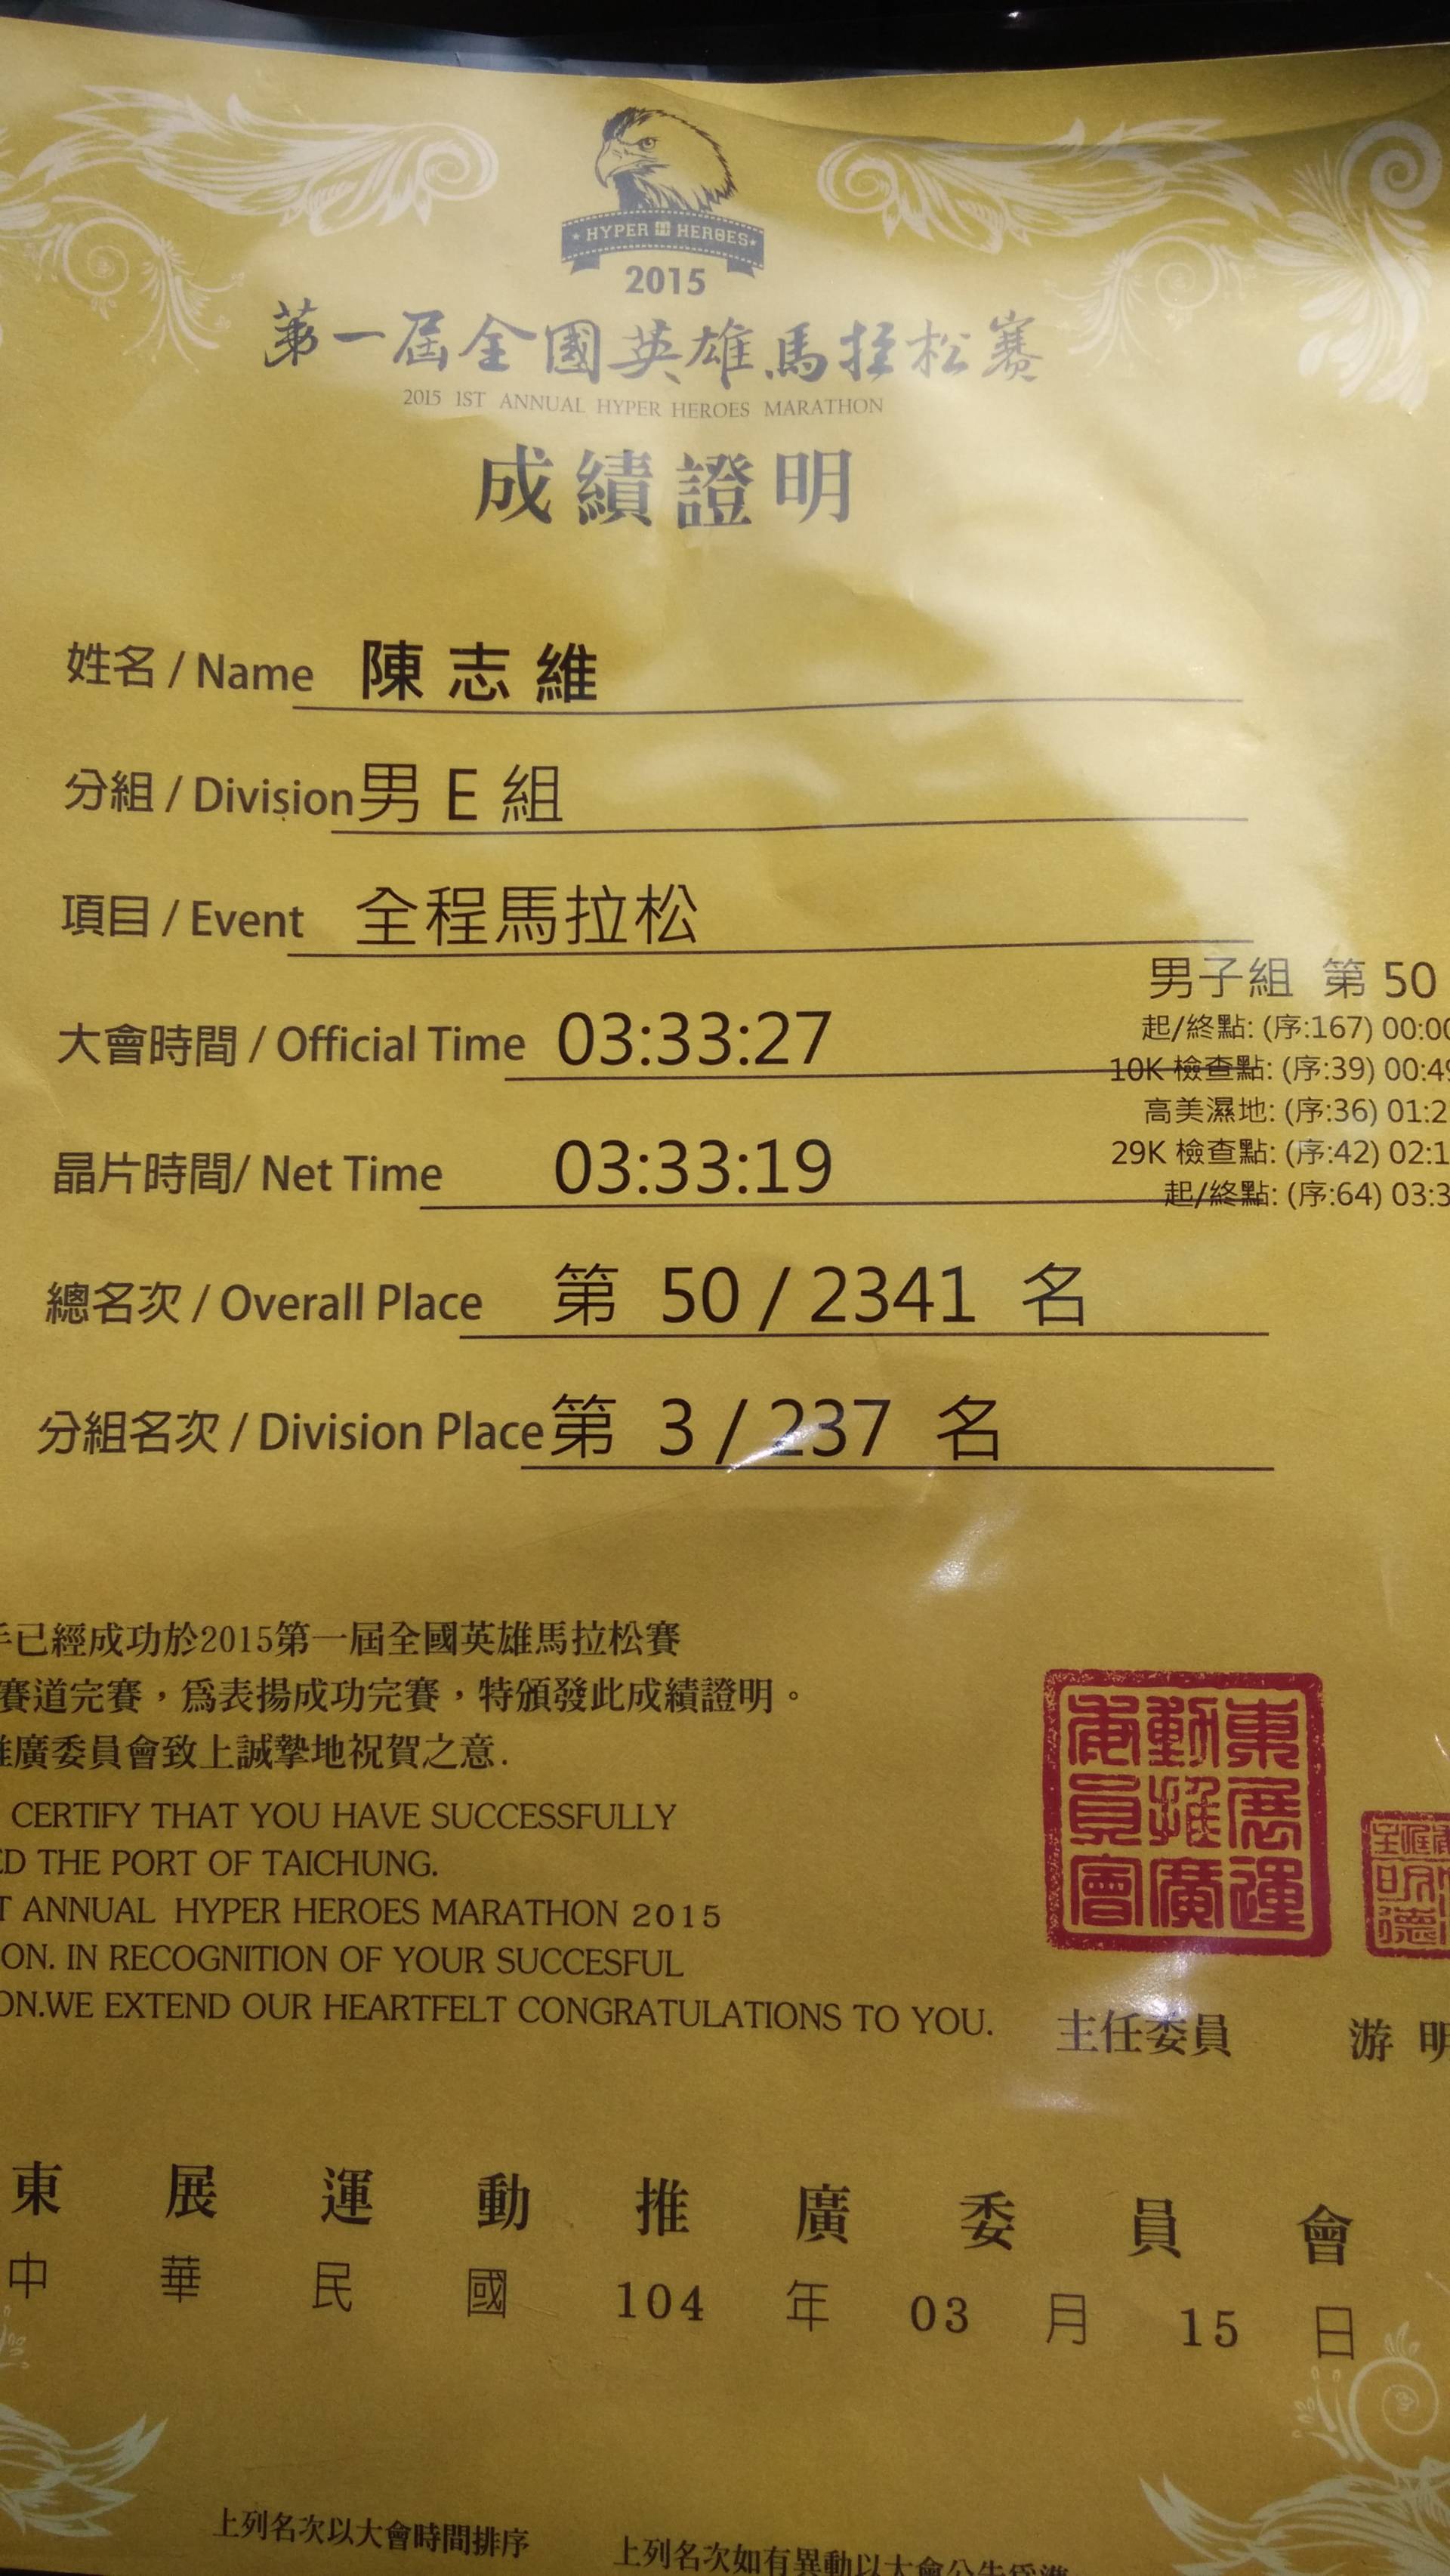 HYPER HEROES
2015
第一屆全國英雄馬拉松賽
2015 1ST ANNUAL HYPER HEROES MARATHON
成績證明
姓名 / Name 陳志維
分組 / Division 男 E 組
項目 / Event 全程馬拉松
男子組 第 50
大會時間 / Official Time 03:33:27
起/終點: (序:167) 00:00
10K 檢查點: (序:39) 00:49
高美濕地: (序:36) 01:2
29K 檢查點: (序:42) 02:1
起/終點: (序:64) 03:3
晶片時間/ Net Time 03:33:19
總名次 / Overall Place 第 50 / 2341 名
分組名次 / Division Place 第 3 / 237 名
已經成功於2015第一屆全國英雄馬拉松賽
賽道完賽，為表揚成功完賽，特頒發此成績證明。
推廣委員會致上誠摯地祝賀之意.
CERTIFY THAT YOU HAVE SUCCESSFULLY
ED THE PORT OF TAICHUNG.
T ANNUAL HYPER HEROES MARATHON 2015
ON. IN RECOGNITION OF YOUR SUCCESFUL
ON.WE EXTEND OUR HEARTFELT CONGRATULATIONS TO YOU.
東展運動推廣委員會
主任委員 游 明
東展運動推廣委員會
中華民國 104 年 03 月 15 日
上列名次以大會時間排序
上列名次如有異動以大會公告為準